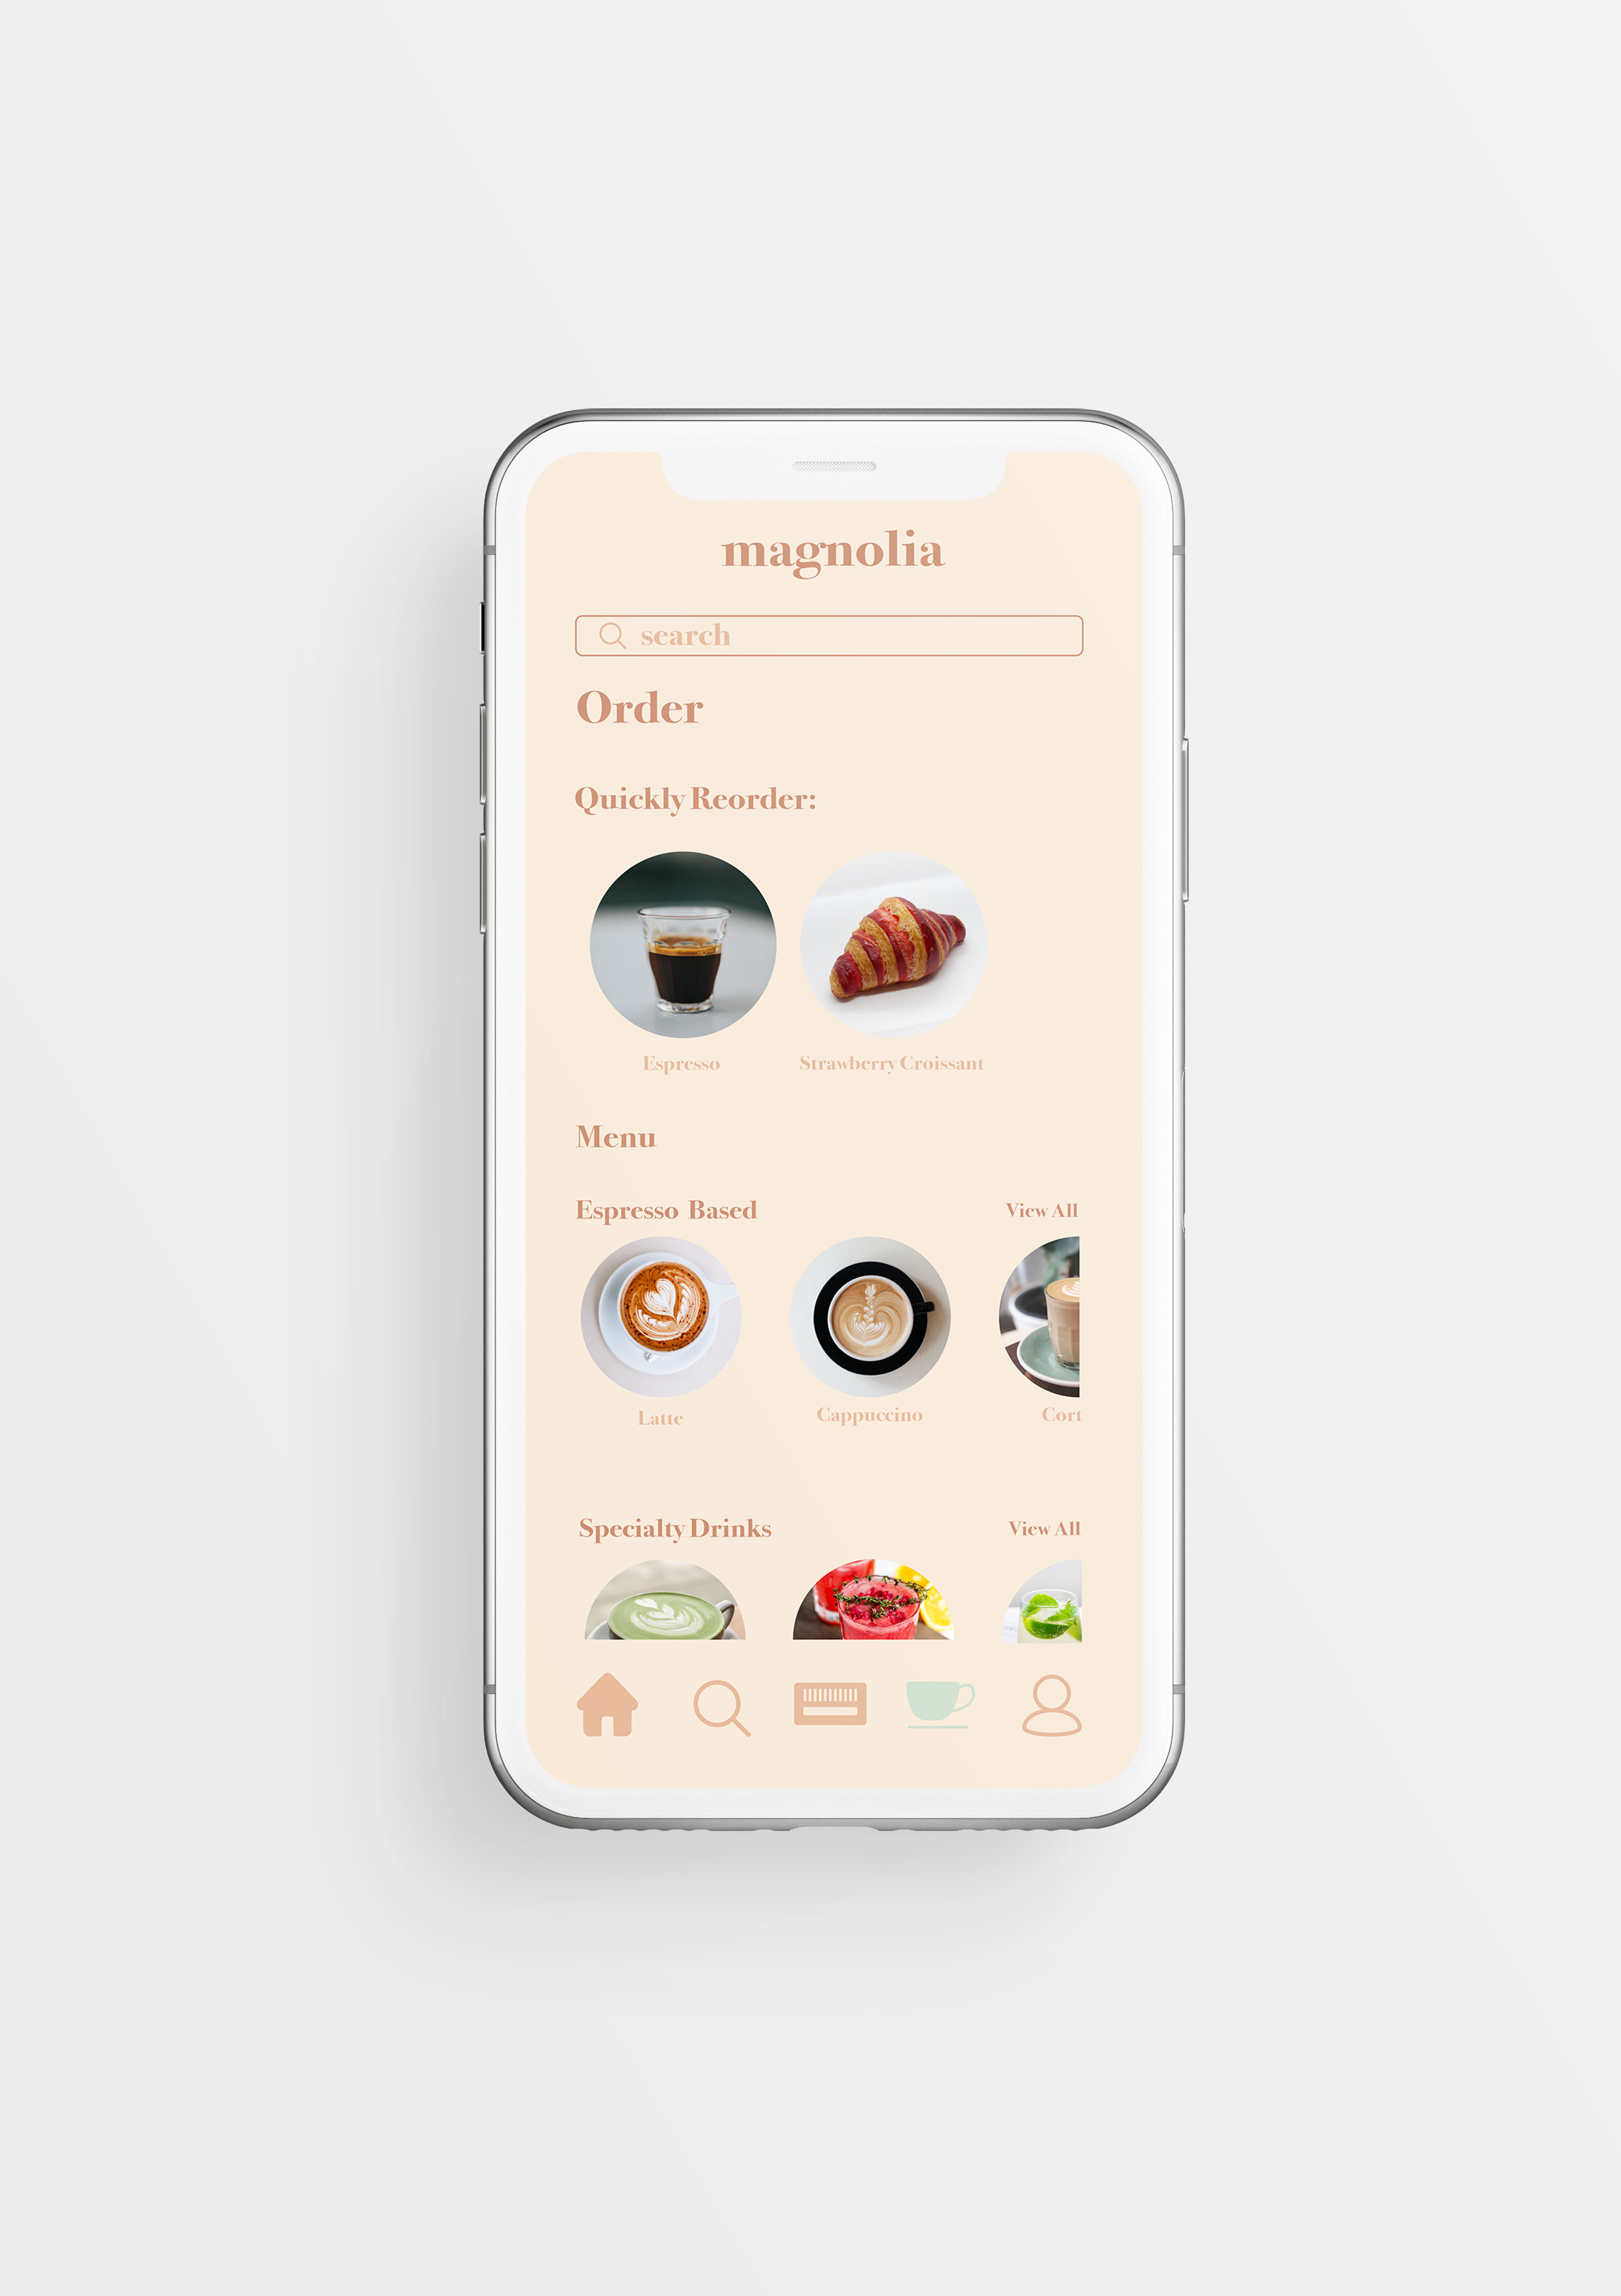 magnolia
search
Order
Quickly Reorder:
Espresso
Strawberry Croissant
Menu
Espresso Based
View All
Latte
Cappuccino
Cort
Specialty Drinks
View All